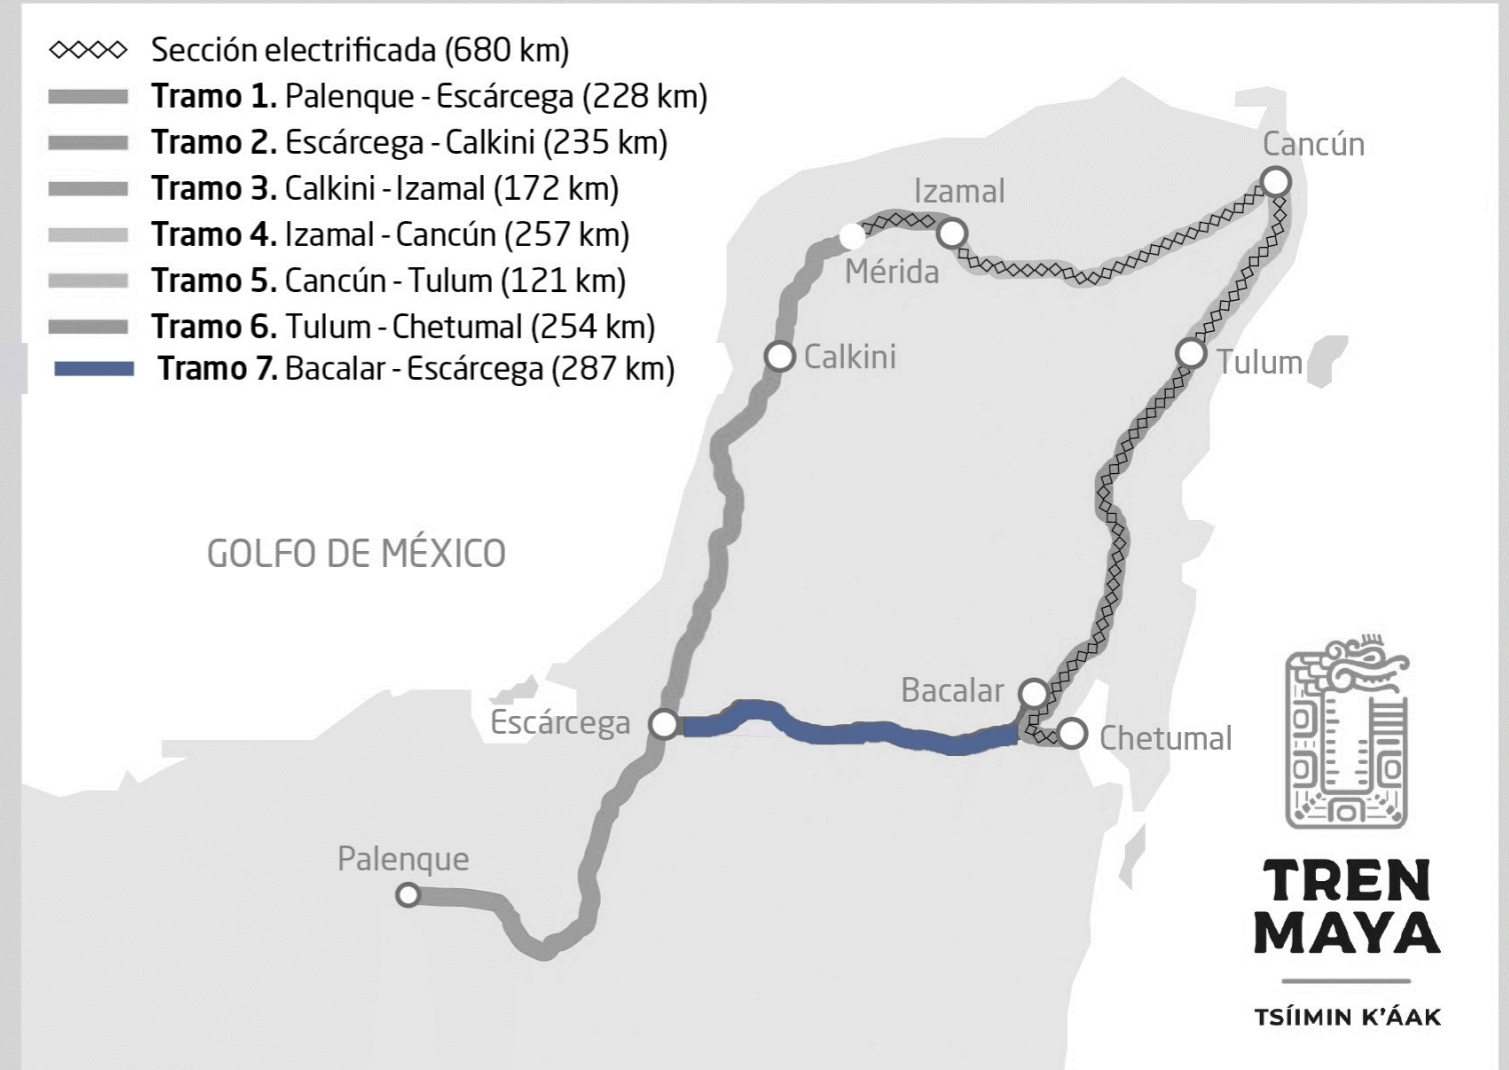 Sección electrificada (680 km)
Tramo 1. Palenque - Escárcega (228 km)
Tramo 2. Escárcega - Calkini (235 km)
Tramo 3. Calkini - Izamal (172 km)
Tramo 4. Izamal - Cancún (257 km)
Tramo 5. Cancún - Tulum (121 km)
Tramo 6. Tulum - Chetumal (254 km)
Tramo 7. Bacalar - Escárcega (287 km)
Cancún
Izamal
Mérida
Calkini
Tulum
GOLFO DE MÉXICO
Bacalar
Escárcega
Chetumal
Palenque
TREN
MAYA
TSÍIMIN K'ÁAK